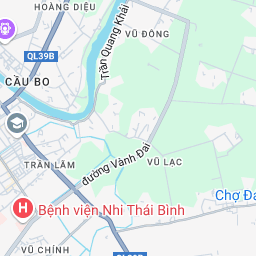 HOÀNG DIỆU
VŨ ĐÔNG
Trần Quang Khải
QL39B
CẦU BO
TRẦN LÃM
đường Vành Đai
VŨ LẠC
Chợ Đ
Bệnh viện Nhi Thái Bình
VŨ CHÍNH